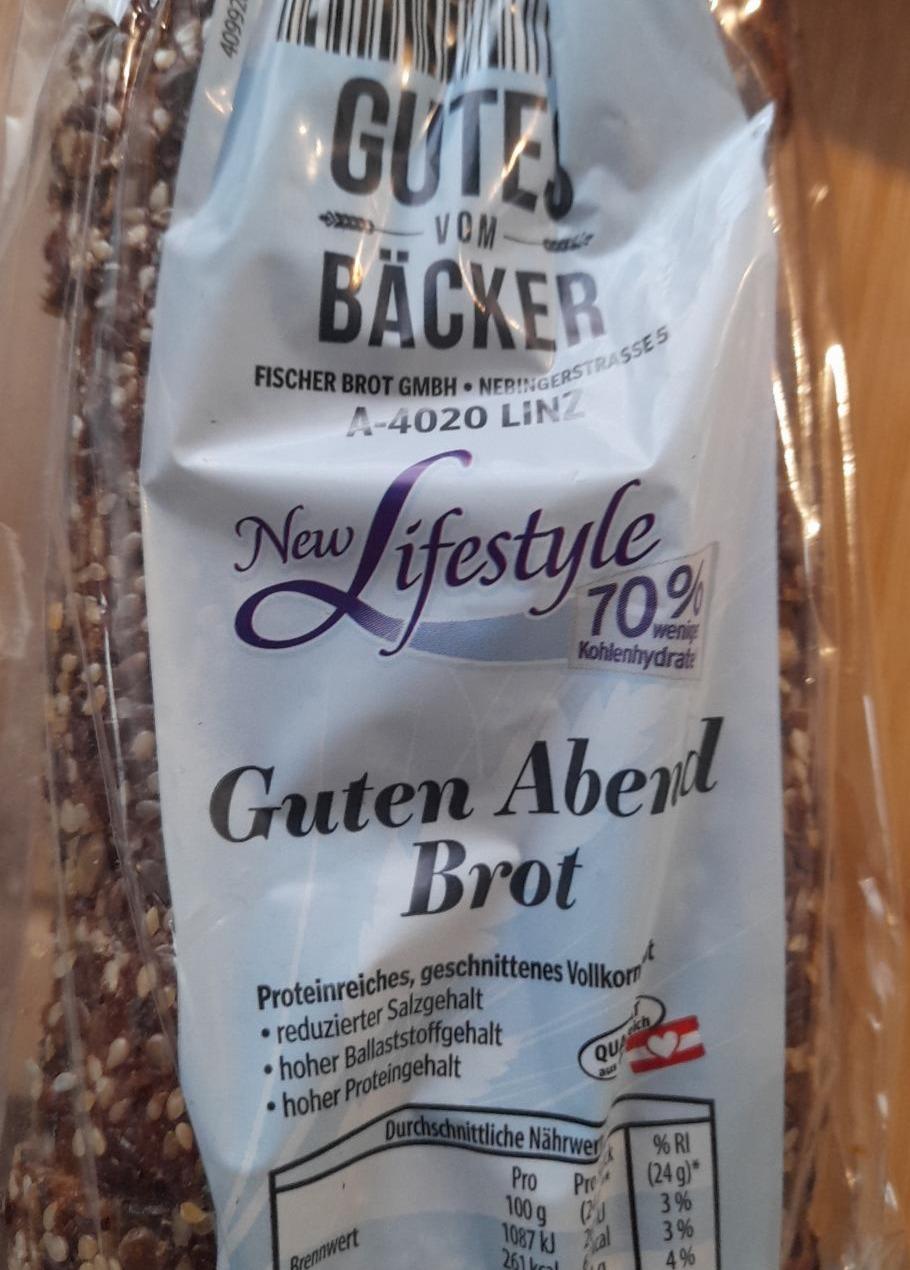 40992
GUTES
VOM
BÄCKER
FISCHER BROT GMBH • NEBINGERSTRASSE 5
A-4020 LiNZ
New Lifestyle
70%
Kohlenhydrate
Guten Abend
Brot
Proteinreiches, geschnittenes
• reduzierter Salzgehalt
• hoher Ballaststoffgehalt
• hoher Proteingehalt
Durchschnittliche
% RI
Pro
(24 g)*
100 g
3 %
1087 kJ
3 %
Brennwert
261 kcal
4 %